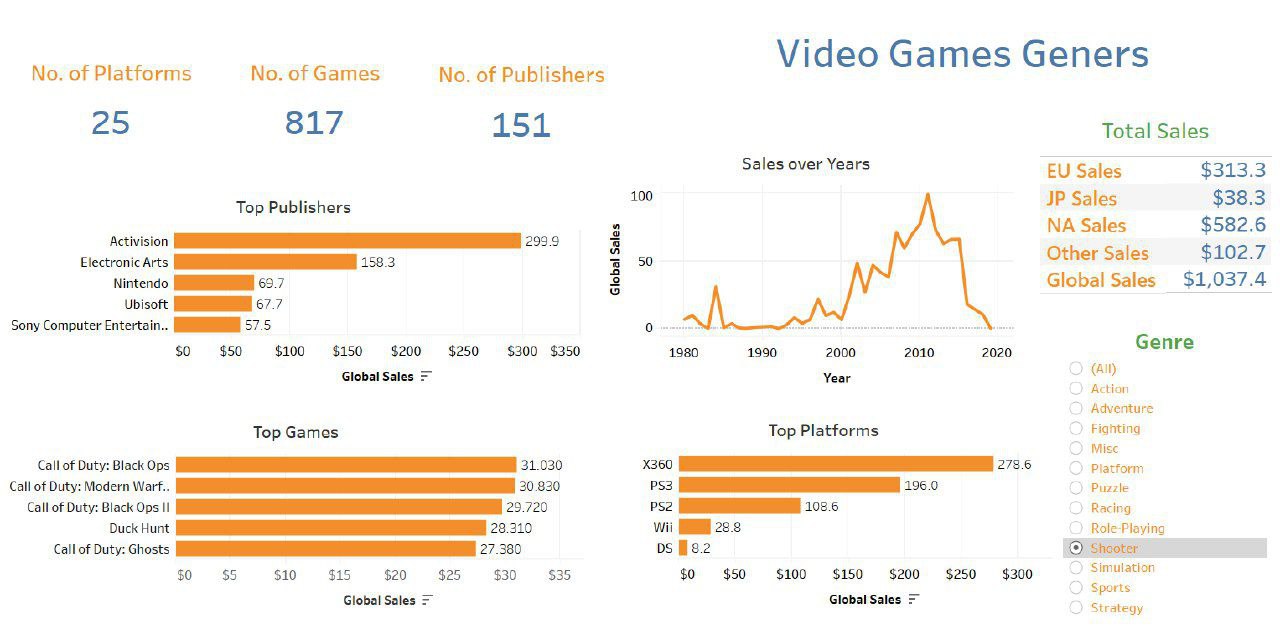 Video Games Geners
No. of Platforms
25
No. of Games
817
No. of Publishers
151
Top Publishers
Activision 299.9
Electronic Arts 158.3
Nintendo 69.7
Ubisoft 67.7
Sony Computer Entertain.. 57.5
$0 $50 $100 $150 $200 $250 $300 $350
Global Sales
Sales over Years
Global Sales
100
50
0
1980 1990 2000 2010 2020
Year
Total Sales
EU Sales $313.3
JP Sales $38.3
NA Sales $582.6
Other Sales $102.7
Global Sales $1,037.4
Top Games
Call of Duty: Black Ops 31.030
Call of Duty: Modern Warf.. 30.830
Call of Duty: Black Ops II 29.720
Duck Hunt 28.310
Call of Duty: Ghosts 27.380
$0 $5 $10 $15 $20 $25 $30 $35
Global Sales
Top Platforms
X360 278.6
PS3 196.0
PS2 108.6
Wii 28.8
DS 8.2
$0 $50 $100 $150 $200 $250 $300
Global Sales
Genre
(All)
Action
Adventure
Fighting
Misc
Platform
Puzzle
Racing
Role-Playing
Shooter
Simulation
Sports
Strategy